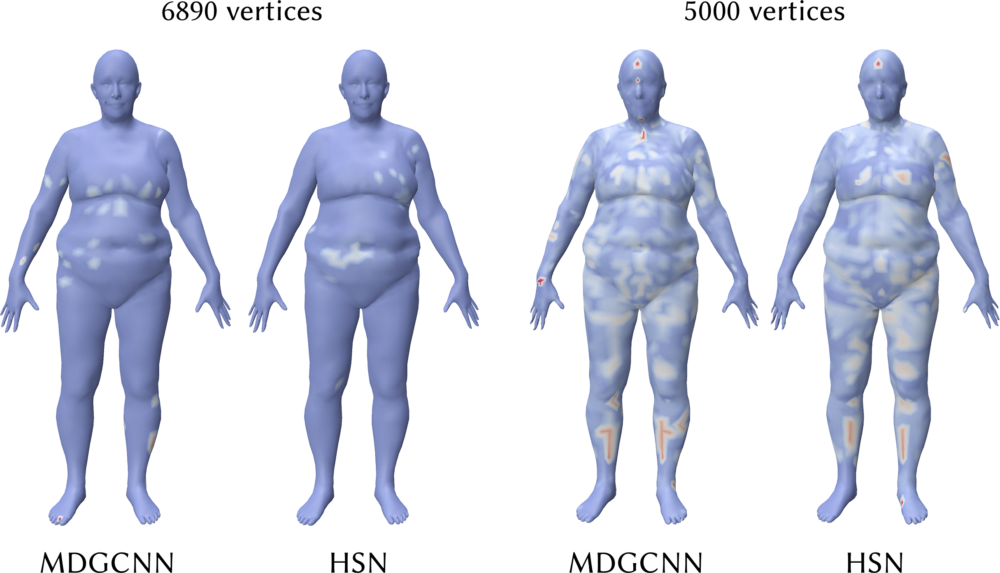 6890 vertices
5000 vertices
MDGCNN
HSN
MDGCNN
HSN